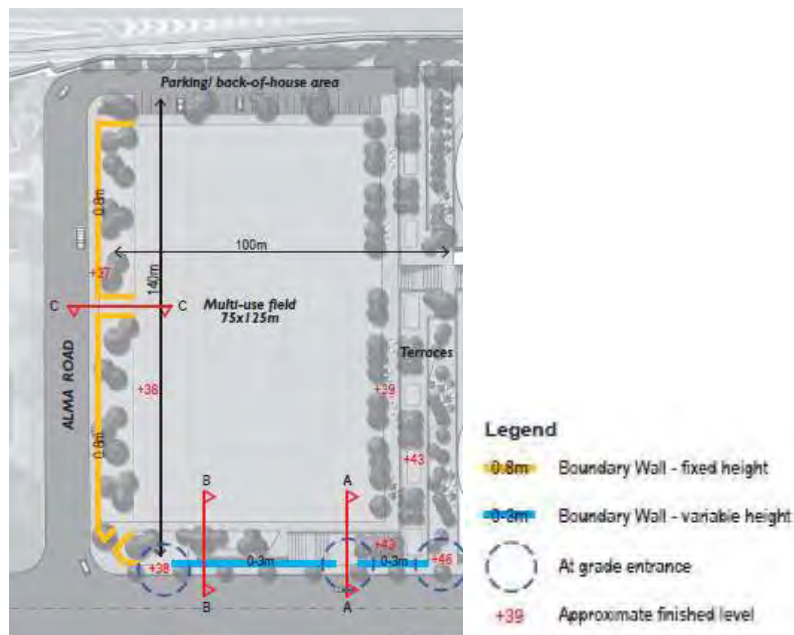 Parking/ back-of-house area
0.8m
100m
+37
140m
C
C
Multi-use field
75x125m
ALMA ROAD
Terraces
+38
+39
+43
0.8m
B
A
+43
0-3m
0-3m
+46
+38
B
A
Legend
0.8m Boundary Wall - fixed height
0-3m Boundary Wall - variable height
At grade entrance
+39 Approximate finished level